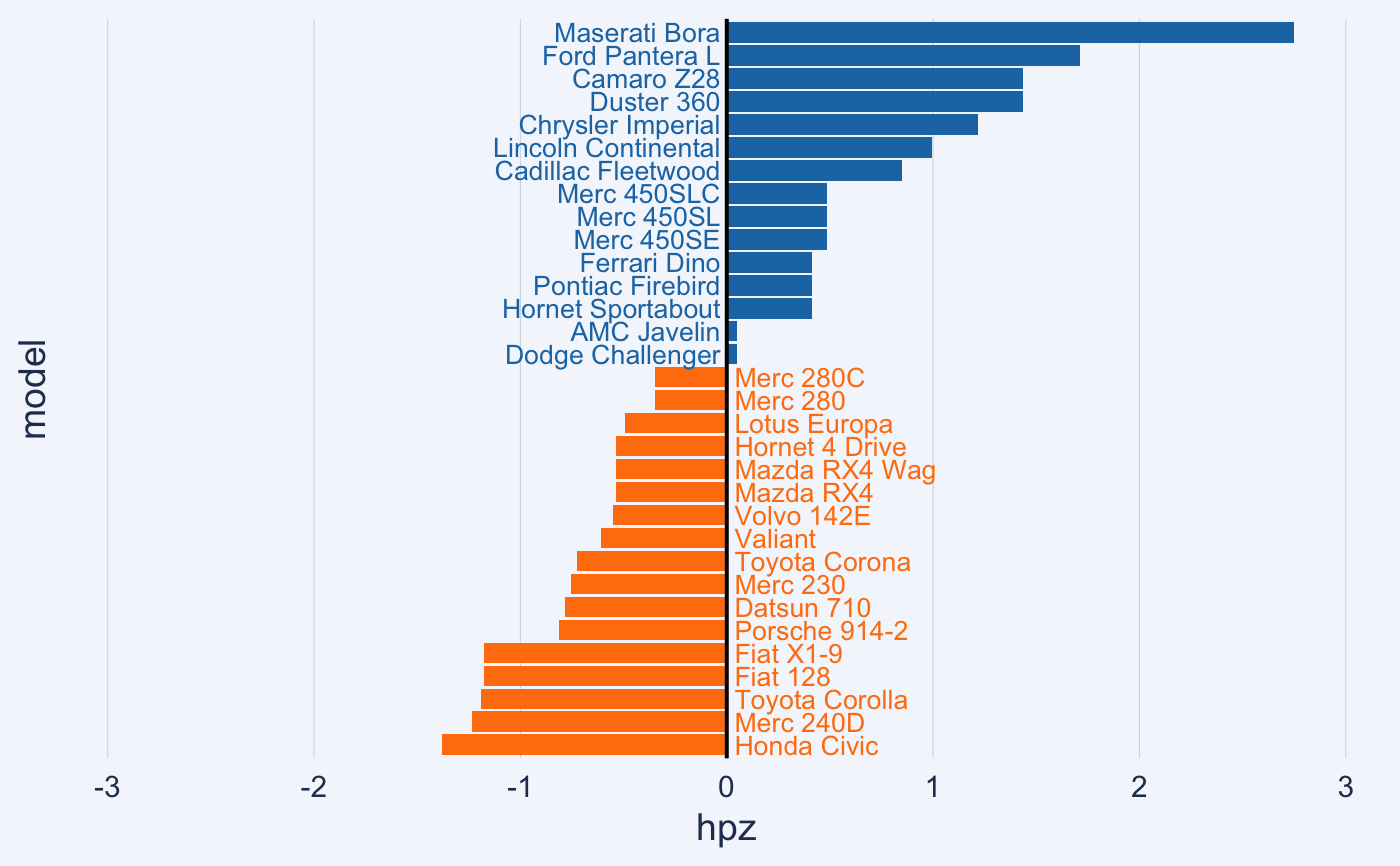 Maserati Bora
Ford Pantera L
Camaro Z28
Duster 360
Chrysler Imperial
Lincoln Continental
Cadillac Fleetwood
Merc 450SLC
Merc 450SL
Merc 450SE
Ferrari Dino
Pontiac Firebird
Hornet Sportabout
AMC Javelin
Dodge Challenger
Merc 280C
Merc 280
Lotus Europa
Hornet 4 Drive
Mazda RX4 Wag
Mazda RX4
Volvo 142E
Valiant
Toyota Corona
Merc 230
Datsun 710
Porsche 914-2
Fiat X1-9
Fiat 128
Toyota Corolla
Merc 240D
Honda Civic
model
-3 -2 -1 0 1 2 3
hpz